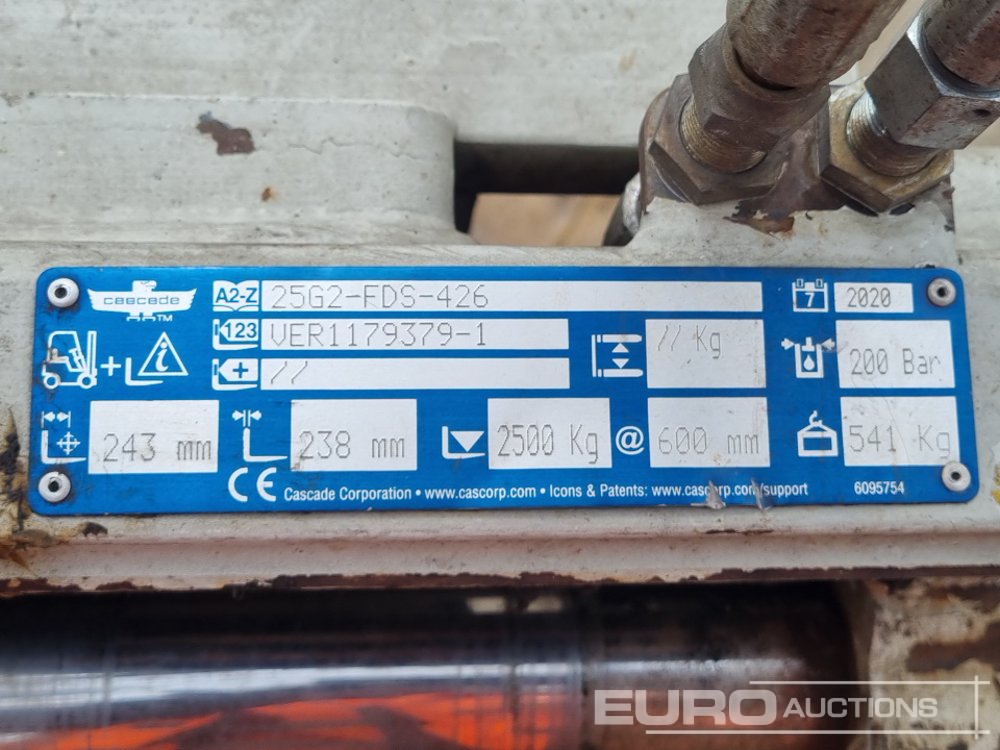 cascade
TM
A2-Z 25G2-FDS-426
7 2020
123 VER1179379-1
// Kg
200 Bar
//
243 mm
238 mm
2500 Kg @ 600 mm
541 Kg
CE Cascade Corporation • www.cascorp.com • Icons & Patents: www.cascorp.com/support 6095754
EURO AUCTIONS